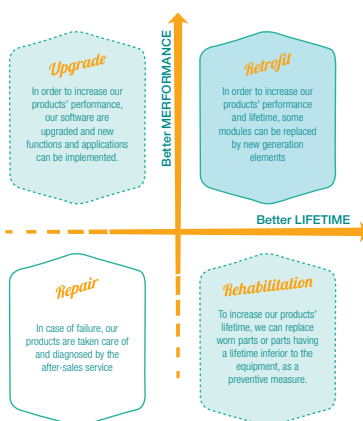 Upgrade
In order to increase our
products' performance,
our software are
upgraded and new
functions and applications
can be implemented.
Better MERFORMANCE
Retrofit
In order to increase our
products' performance
and lifetime, some
modules can be replaced
by new generation
elements
Better LIFETIME
Repair
In case of failure, our
products are taken care of
and diagnosed by the
after-sales service
Rehabilitation
To increase our products'
lifetime, we can replace
worn parts or parts having
a lifetime inferior to the
equipment, as a
preventive measure.